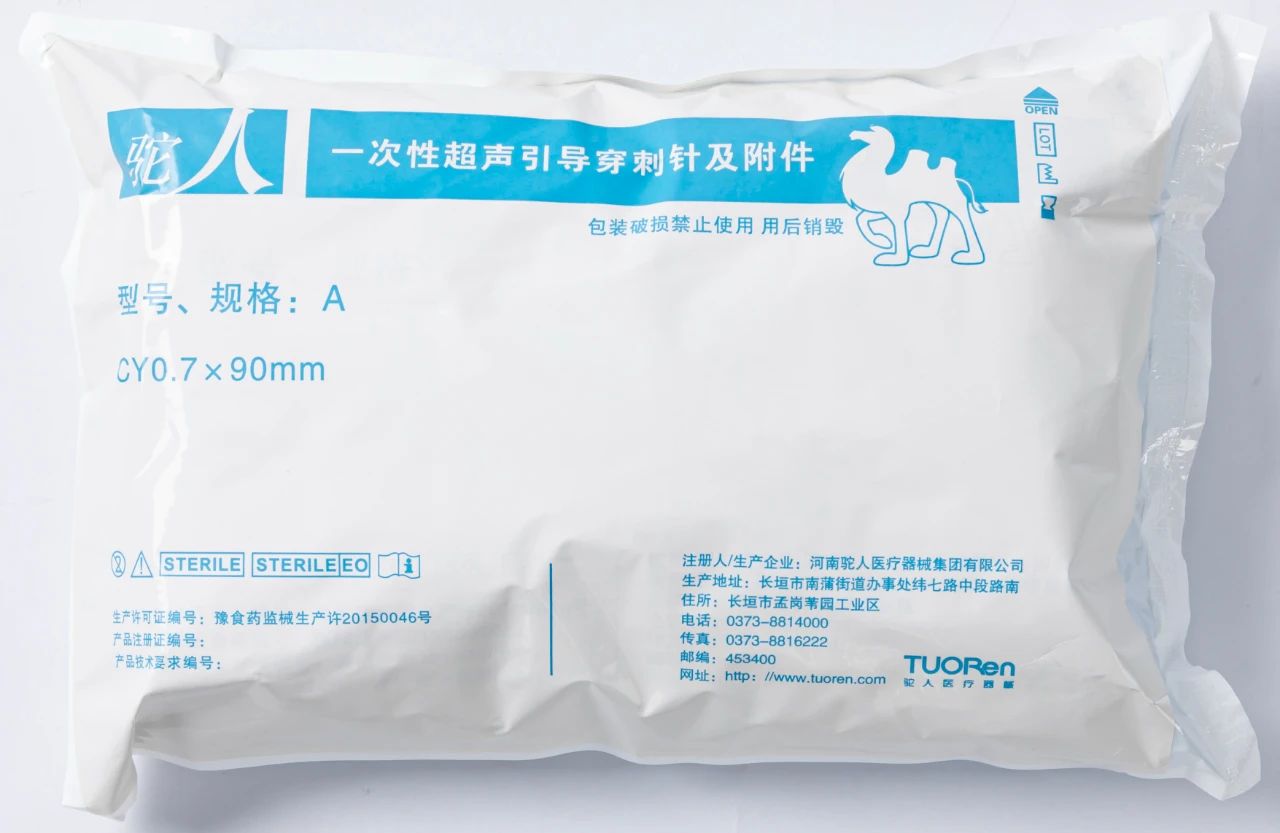 驼人
一次性超声引导穿刺针及附件
OPEN
LOT
包装破损禁止使用 用后销毁
型号、规格：A
CY0.7×90mm
STERILE STERILE EO
生产许可证编号：豫食药监械生产许20150046号
产品注册证编号：
产品技术要求编号：
注册人/生产企业：河南驼人医疗器械集团有限公司
生产地址：长垣市南蒲街道办事处纬七路中段路南
住所：长垣市孟岗苇园工业区
电话：0373-8814000
传真：0373-8816222
邮编：453400
网址：http：//www.tuoren.com
TUORen
驼人医疗器械